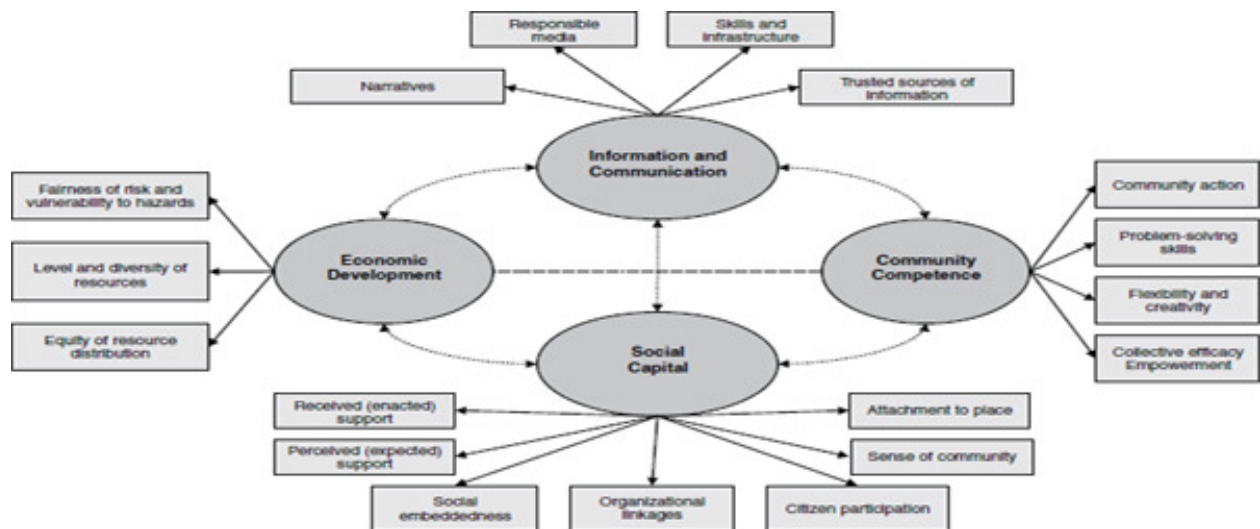 Responsible
media
Skills and
Infrastructure
Narratives
Trusted sources of
Information
Information and
Communication
Fairness of risk and
vulnerability to hazards
Level and diversity of
resources
Equity of resource
distribution
Economic
Development
Community
Competence
Community action
Problem-solving
skills
Flexibility and
creativity
Collective efficacy
Empowerment
Social
Capital
Received (enacted)
support
Perceived (expected)
support
Social
embeddedness
Organizational
linkages
Citizen participation
Sense of community
Attachment to place